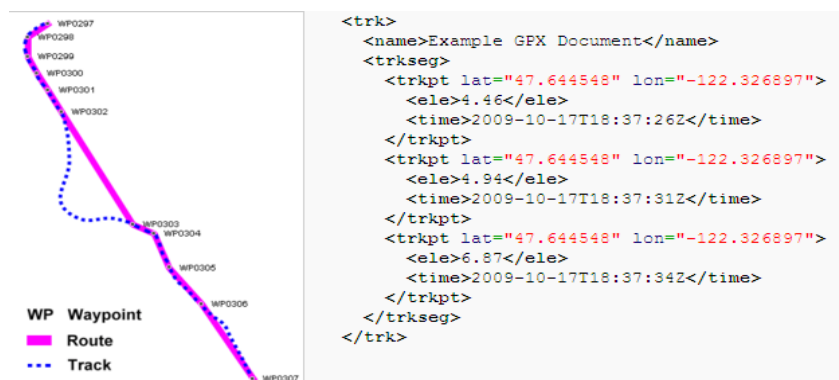 WP0297
WP0298
WP0299
WP0300
WP0301
WP0302
WP0303
WP0304
WP0305
WP0306
WP0307
WP Waypoint
Route
Track
<trk>
<name>Example GPX Document</name>
<trkseg>
<trkpt lat="47.644548" lon="-122.326897">
<ele>4.46</ele>
<time>2009-10-17T18:37:26Z</time>
</trkpt>
<trkpt lat="47.644548" lon="-122.326897">
<ele>4.94</ele>
<time>2009-10-17T18:37:31Z</time>
</trkpt>
<trkpt lat="47.644548" lon="-122.326897">
<ele>6.87</ele>
<time>2009-10-17T18:37:34Z</time>
</trkpt>
</trkseg>
</trk>